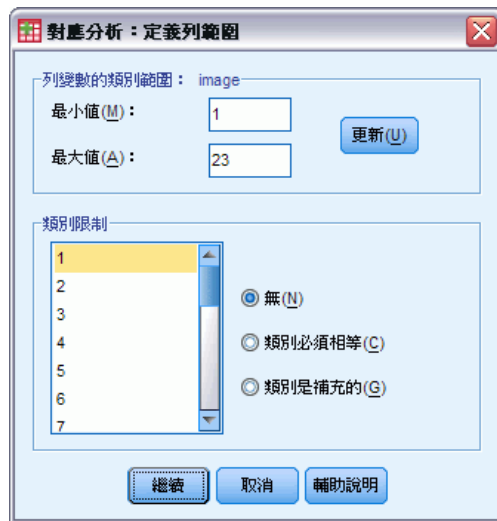 對應分析：定義列範圍
列變數的類別範圍： image
最小值(M)： 1
更新(U)
最大值(A)： 23
類別限制
1
2
3
4
5
6
7
無(N)
類別必須相等(C)
類別是補充的(G)
繼續 取消 輔助說明